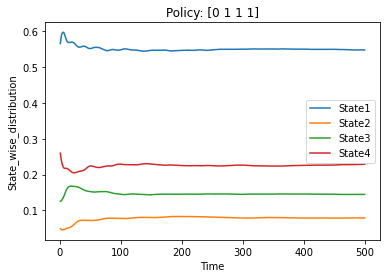 Policy: [0 1 1 1]
0.6
0.5
0.4
0.3
0.2
0.1
State_wise_distribution
State1
State2
State3
State4
0 100 200 300 400 500
Time